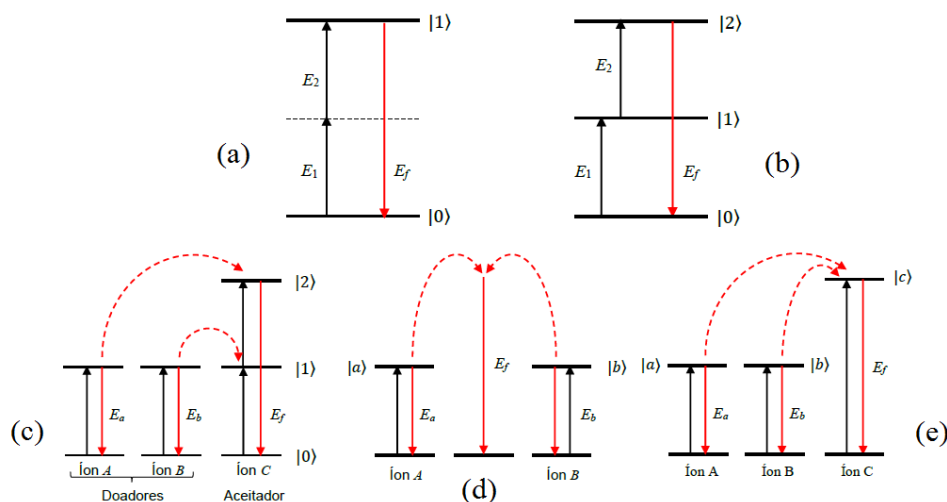 |1⟩
E2
E1
Ef
|0⟩
(a)
|2⟩
E2
|1⟩
E1
Ef
|0⟩
(b)
|2⟩
|1⟩
Ea
Eb
Ef
|0⟩
Íon A
Íon B
Íon C
Doadores
Aceitador
(c)
|a⟩
Ef
|b⟩
Ea
Eb
Íon A
Íon B
(d)
|c⟩
|a⟩
|b⟩
Ea
Eb
Ef
Íon A
Íon B
Íon C
(e)